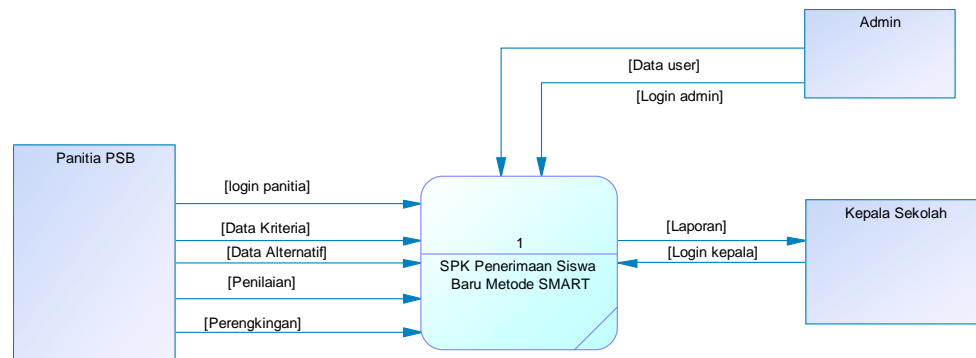 Admin
[Data user]
[Login admin]
Panitia PSB
[login panitia]
[Data Kriteria]
[Data Alternatif]
[Penilaian]
[Perengkingan]
1
SPK Penerimaan Siswa
Baru Metode SMART
[Laporan]
[Login kepala]
Kepala Sekolah